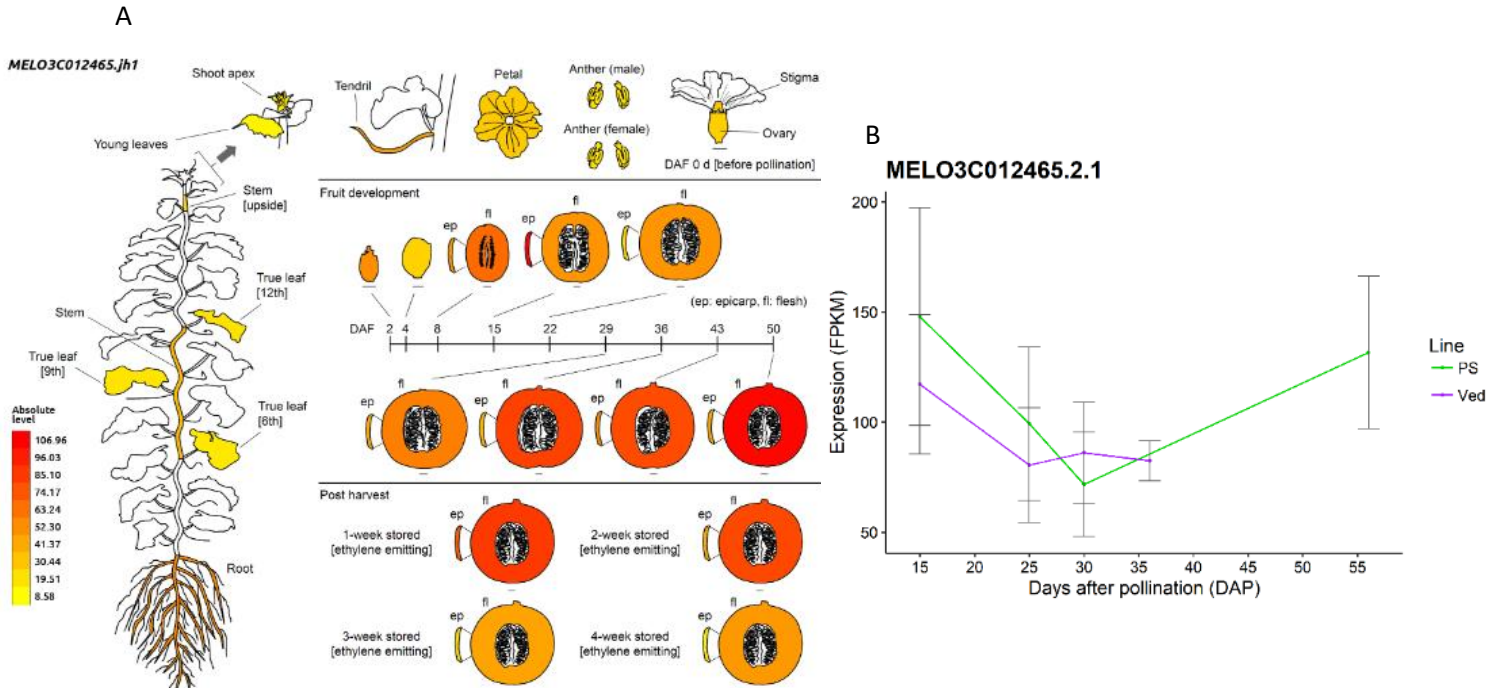 A
MELO3C012465.jh1
Shoot apex
Young leaves
Stem
[upside]
True leaf
[12th]
Stem
True leaf
[9th]
True leaf
[6th]
Root
Absolute
level
106.96
96.03
85.10
74.17
63.24
52.30
41.37
30.44
19.51
8.58
Tendril
Petal
Anther (male)
Anther (female)
Stigma
Ovary
DAF 0 d [before pollination]
Fruit development
ep fl
ep fl
ep fl
(ep: epicarp, fl: flesh)
DAF 2 4 8 15 22 29 36 43 50
ep fl
ep fl
ep fl
ep fl
Post harvest
1-week stored
[ethylene emitting]
ep fl
2-week stored
[ethylene emitting]
ep fl
3-week stored
[ethylene emitting]
ep fl
4-week stored
[ethylene emitting]
ep fl
B
MELO3C012465.2.1
Expression (FPKM)
200
150
100
50
15 20 25 30 35 40 45 50 55
Days after pollination (DAP)
Line
PS
Ved